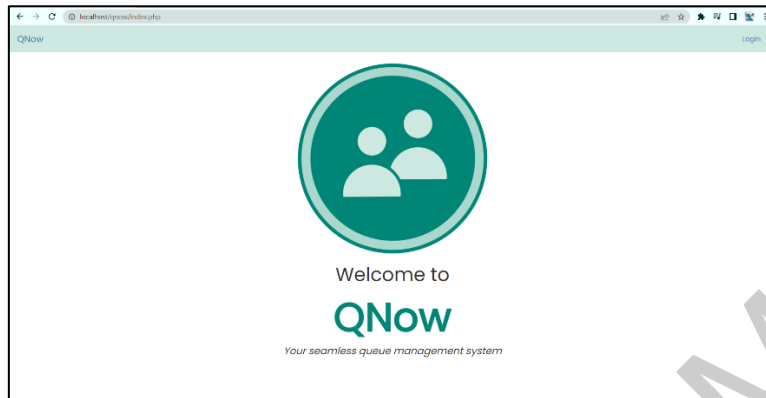 localhost/qnow/index.php
QNow
Login
Welcome to
QNow
Your seamless queue management system